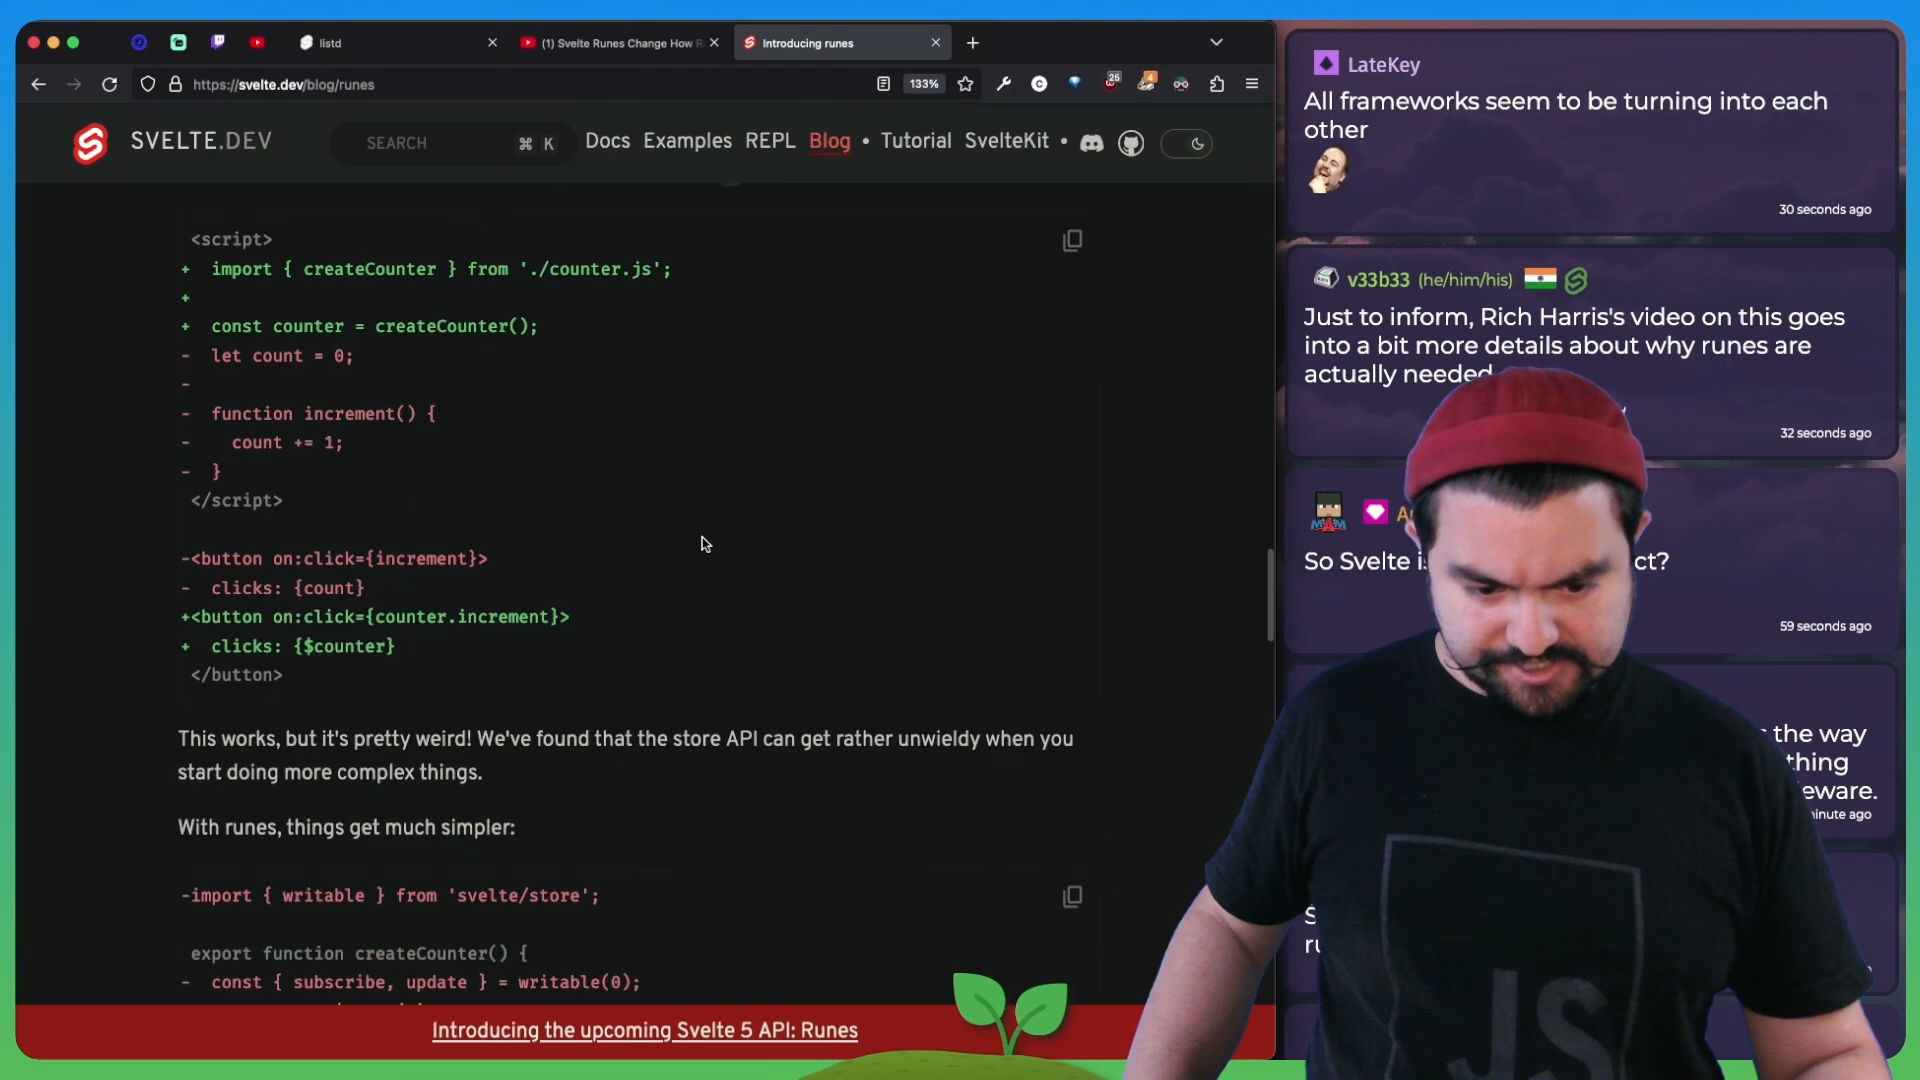 listd
(1) Svelte Runes Change How R
Introducing runes
https://svelte.dev/blog/runes
133%
25
4
SVELTE.DEV
SEARCH ⌘ K
Docs Examples REPL Blog • Tutorial SvelteKit •
<script>
+ import { createCounter } from './counter.js';
+
+ const counter = createCounter();
- let count = 0;
-
- function increment() {
- count += 1;
- }
</script>
-<button on:click={increment}>
- clicks: {count}
+<button on:click={counter.increment}>
+ clicks: {$counter}
</button>
This works, but it's pretty weird! We've found that the store API can get rather unwieldy when you
start doing more complex things.
With runes, things get much simpler:
-import { writable } from 'svelte/store';
export function createCounter() {
- const { subscribe, update } = writable(0);
Introducing the upcoming Svelte 5 API: Runes
LateKey
All frameworks seem to be turning into each
other
30 seconds ago
v33b33 (he/him/his)
Just to inform, Rich Harris's video on this goes
into a bit more details about why runes are
actually needed
32 seconds ago
MAM
So Svelte
59 seconds ago
the way
thing
ago
JS